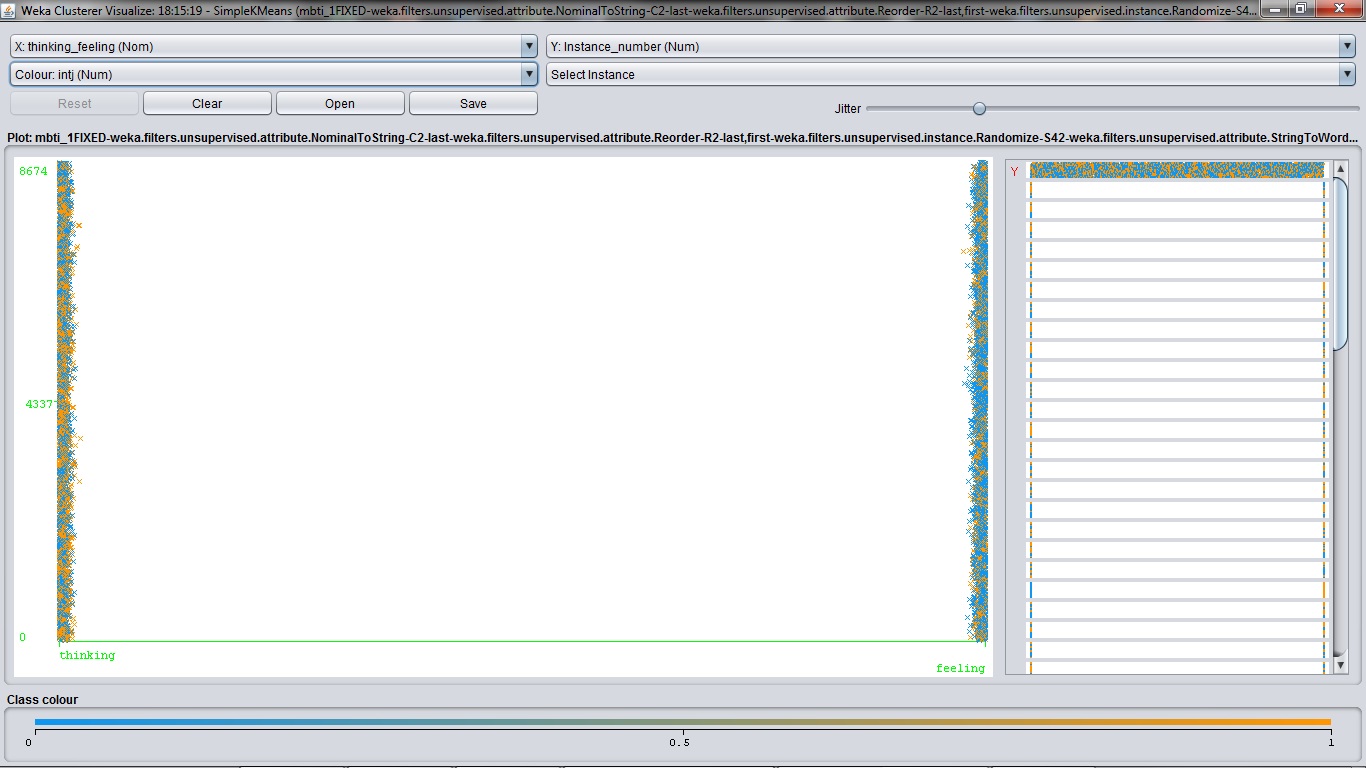 Weka Clusterer Visualize: 18:15:19 - SimpleKMeans (mbti_1FIXED-weka.filters.unsupervised.attribute.NominalToString-C2-last-weka.filters.unsupervised.attribute.Reorder-R2-last,first-weka.filters.unsupervised.instance.Randomize-S4...
X: thinking_feeling (Nom)
Y: Instance_number (Num)
Colour: intj (Num)
Select Instance
Reset
Clear
Open
Save
Jitter
Plot: mbti_1FIXED-weka.filters.unsupervised.attribute.NominalToString-C2-last-weka.filters.unsupervised.attribute.Reorder-R2-last,first-weka.filters.unsupervised.instance.Randomize-S42-weka.filters.unsupervised.attribute.StringToWord...
8674
Y
4337
0
thinking
feeling
Class colour
0
0.5
1